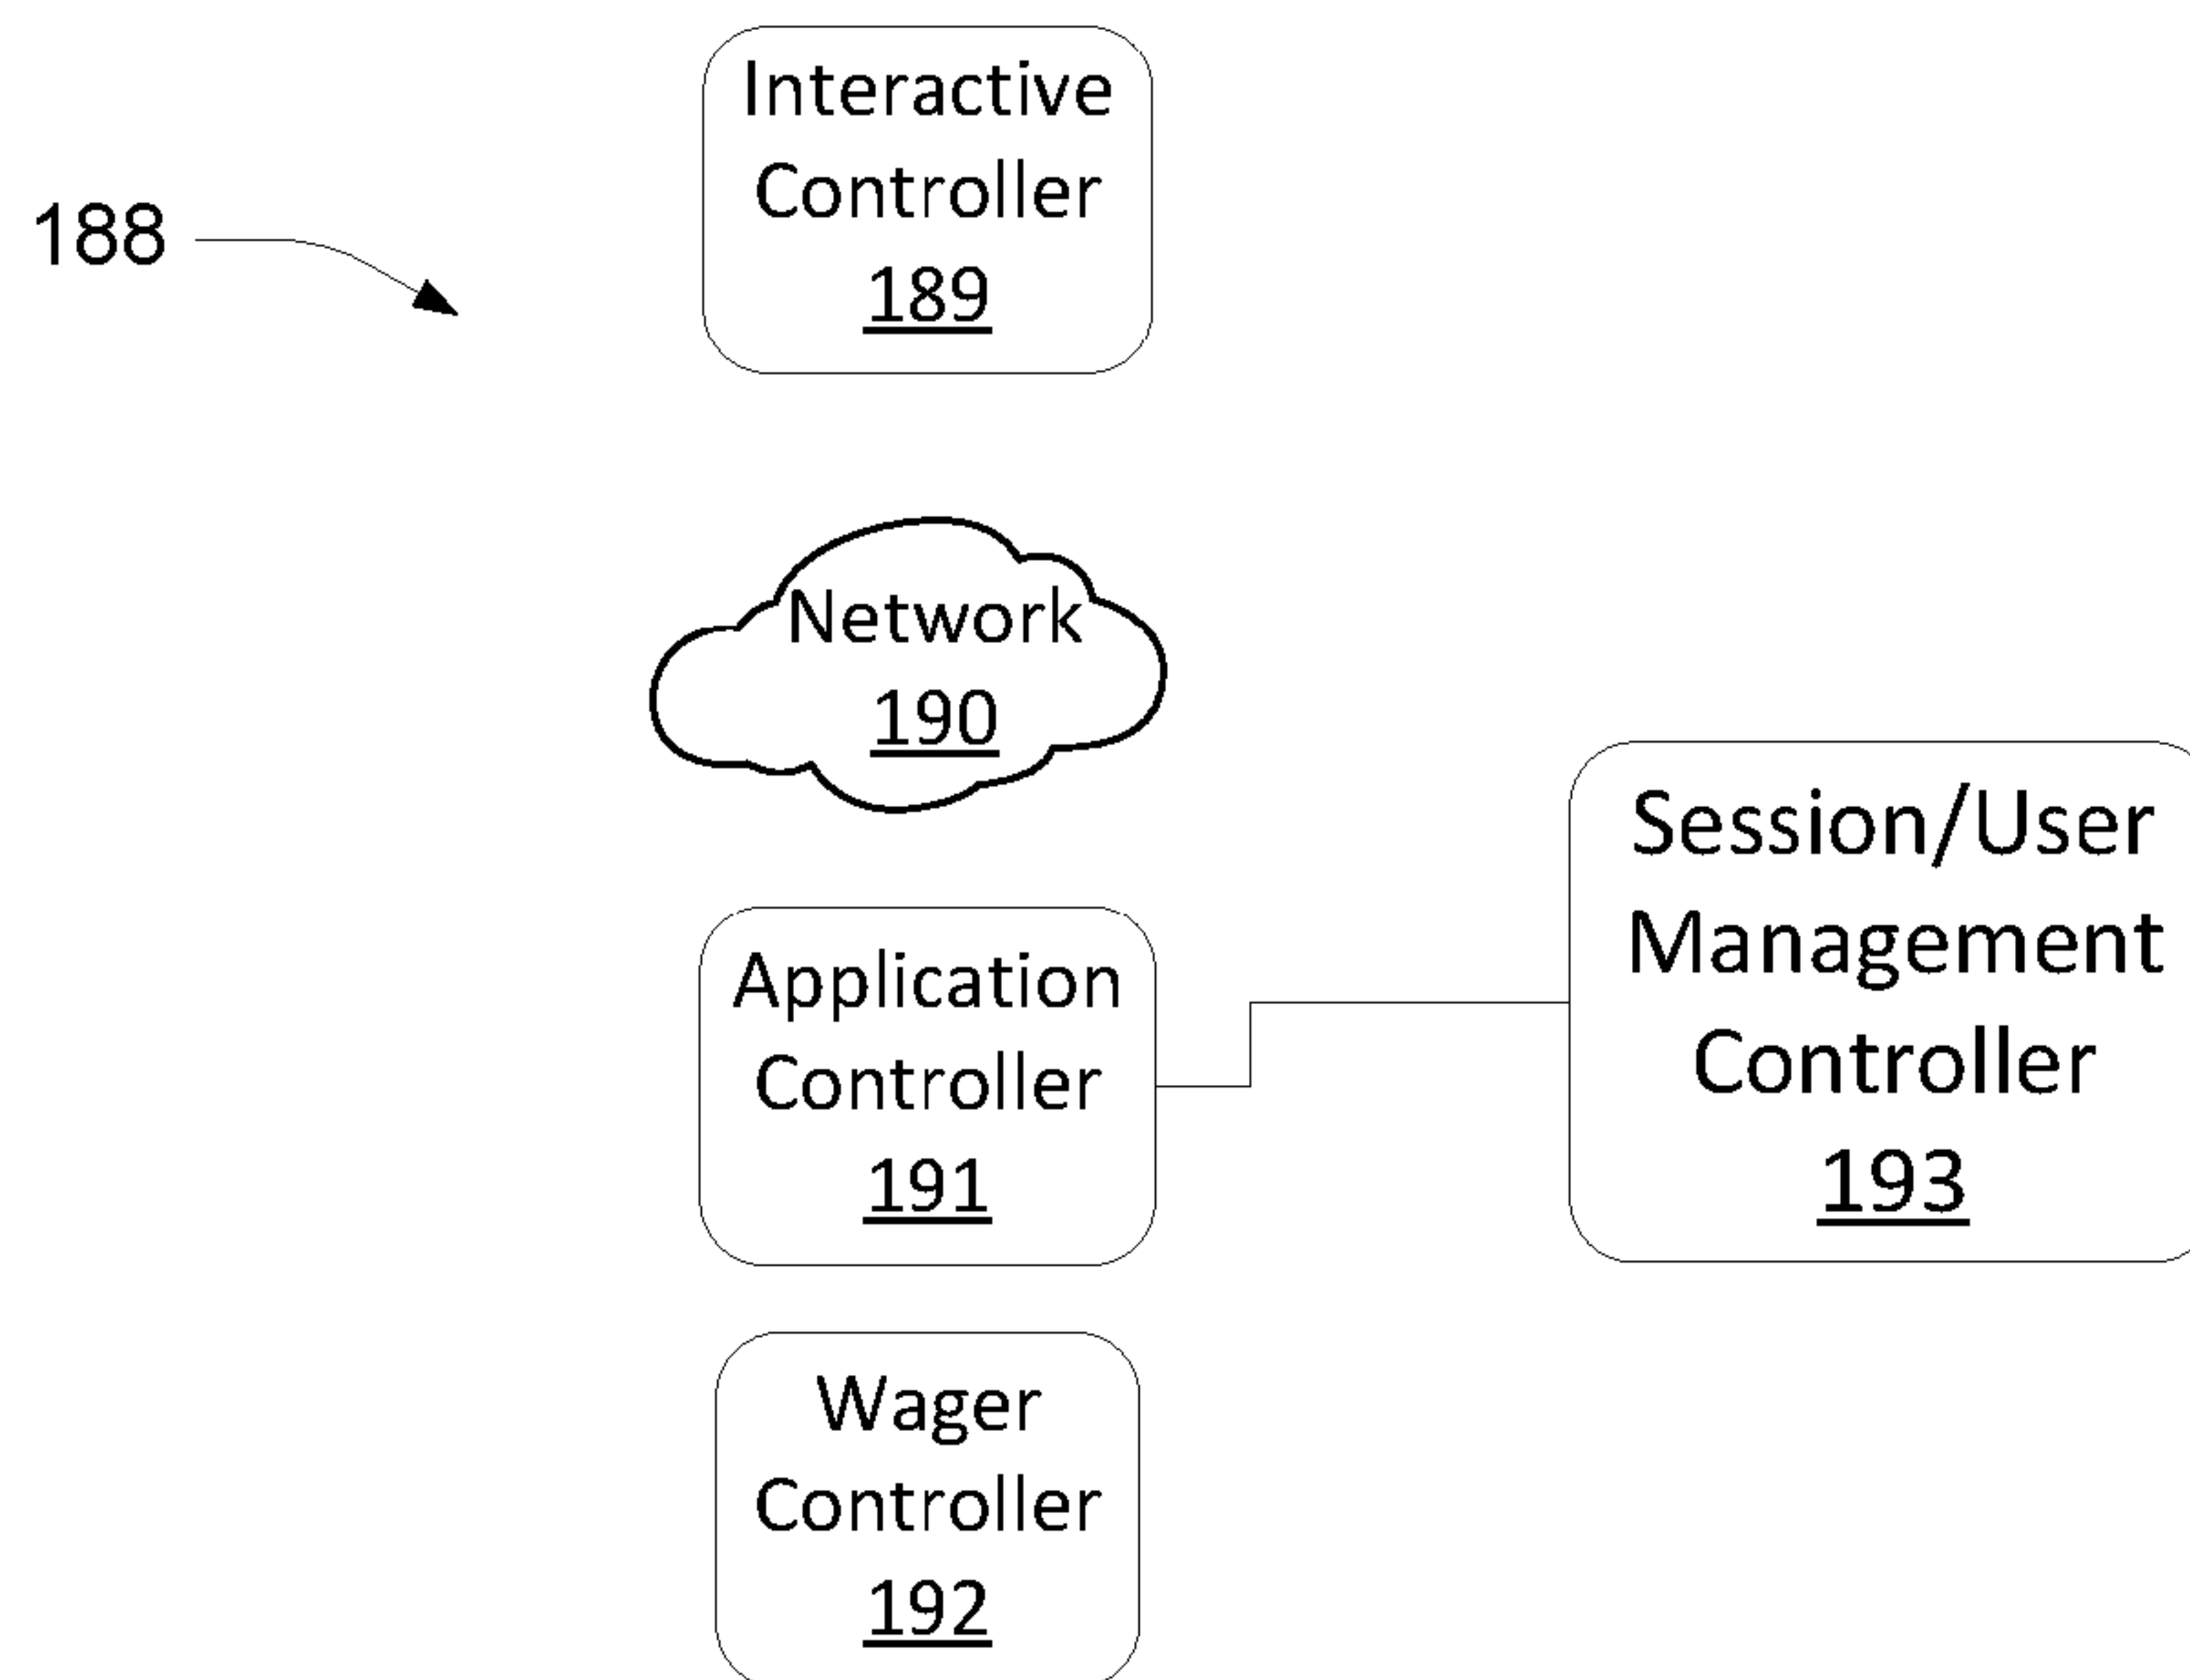 Interactive
Controller
189
188
Network
190
Application
Controller
191
Session/User
Management
Controller
193
Wager
Controller
192